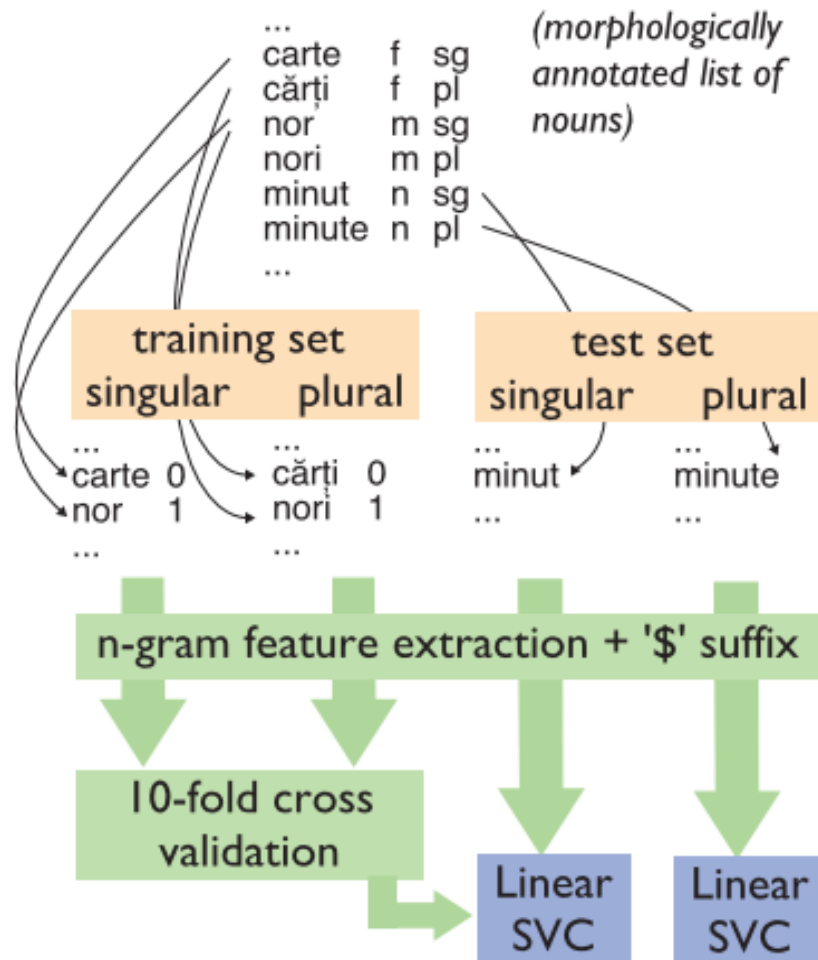 ...
carte f sg
cărți f pl
nor m sg
nori m pl
minut n sg
minute n pl
...
(morphologically
annotated list of
nouns)
training set
singular plural
test set
singular plural
...
carte 0
nor 1
...
...
cărți 0
nori 1
...
...
minut
...
...
minute
...
n-gram feature extraction + '$' suffix
10-fold cross
validation
Linear
SVC
Linear
SVC